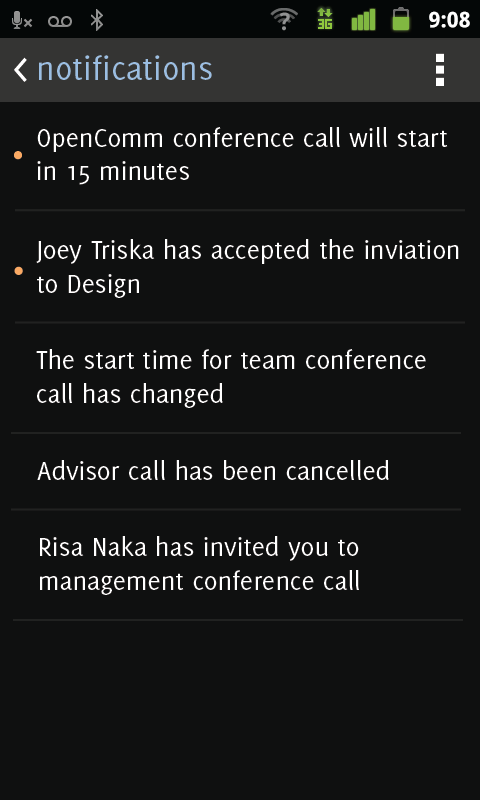 3G
9:08
notifications
OpenComm conference call will start
in 15 minutes
Joey Triska has accepted the inviation
to Design
The start time for team conference
call has changed
Advisor call has been cancelled
Risa Naka has invited you to
management conference call